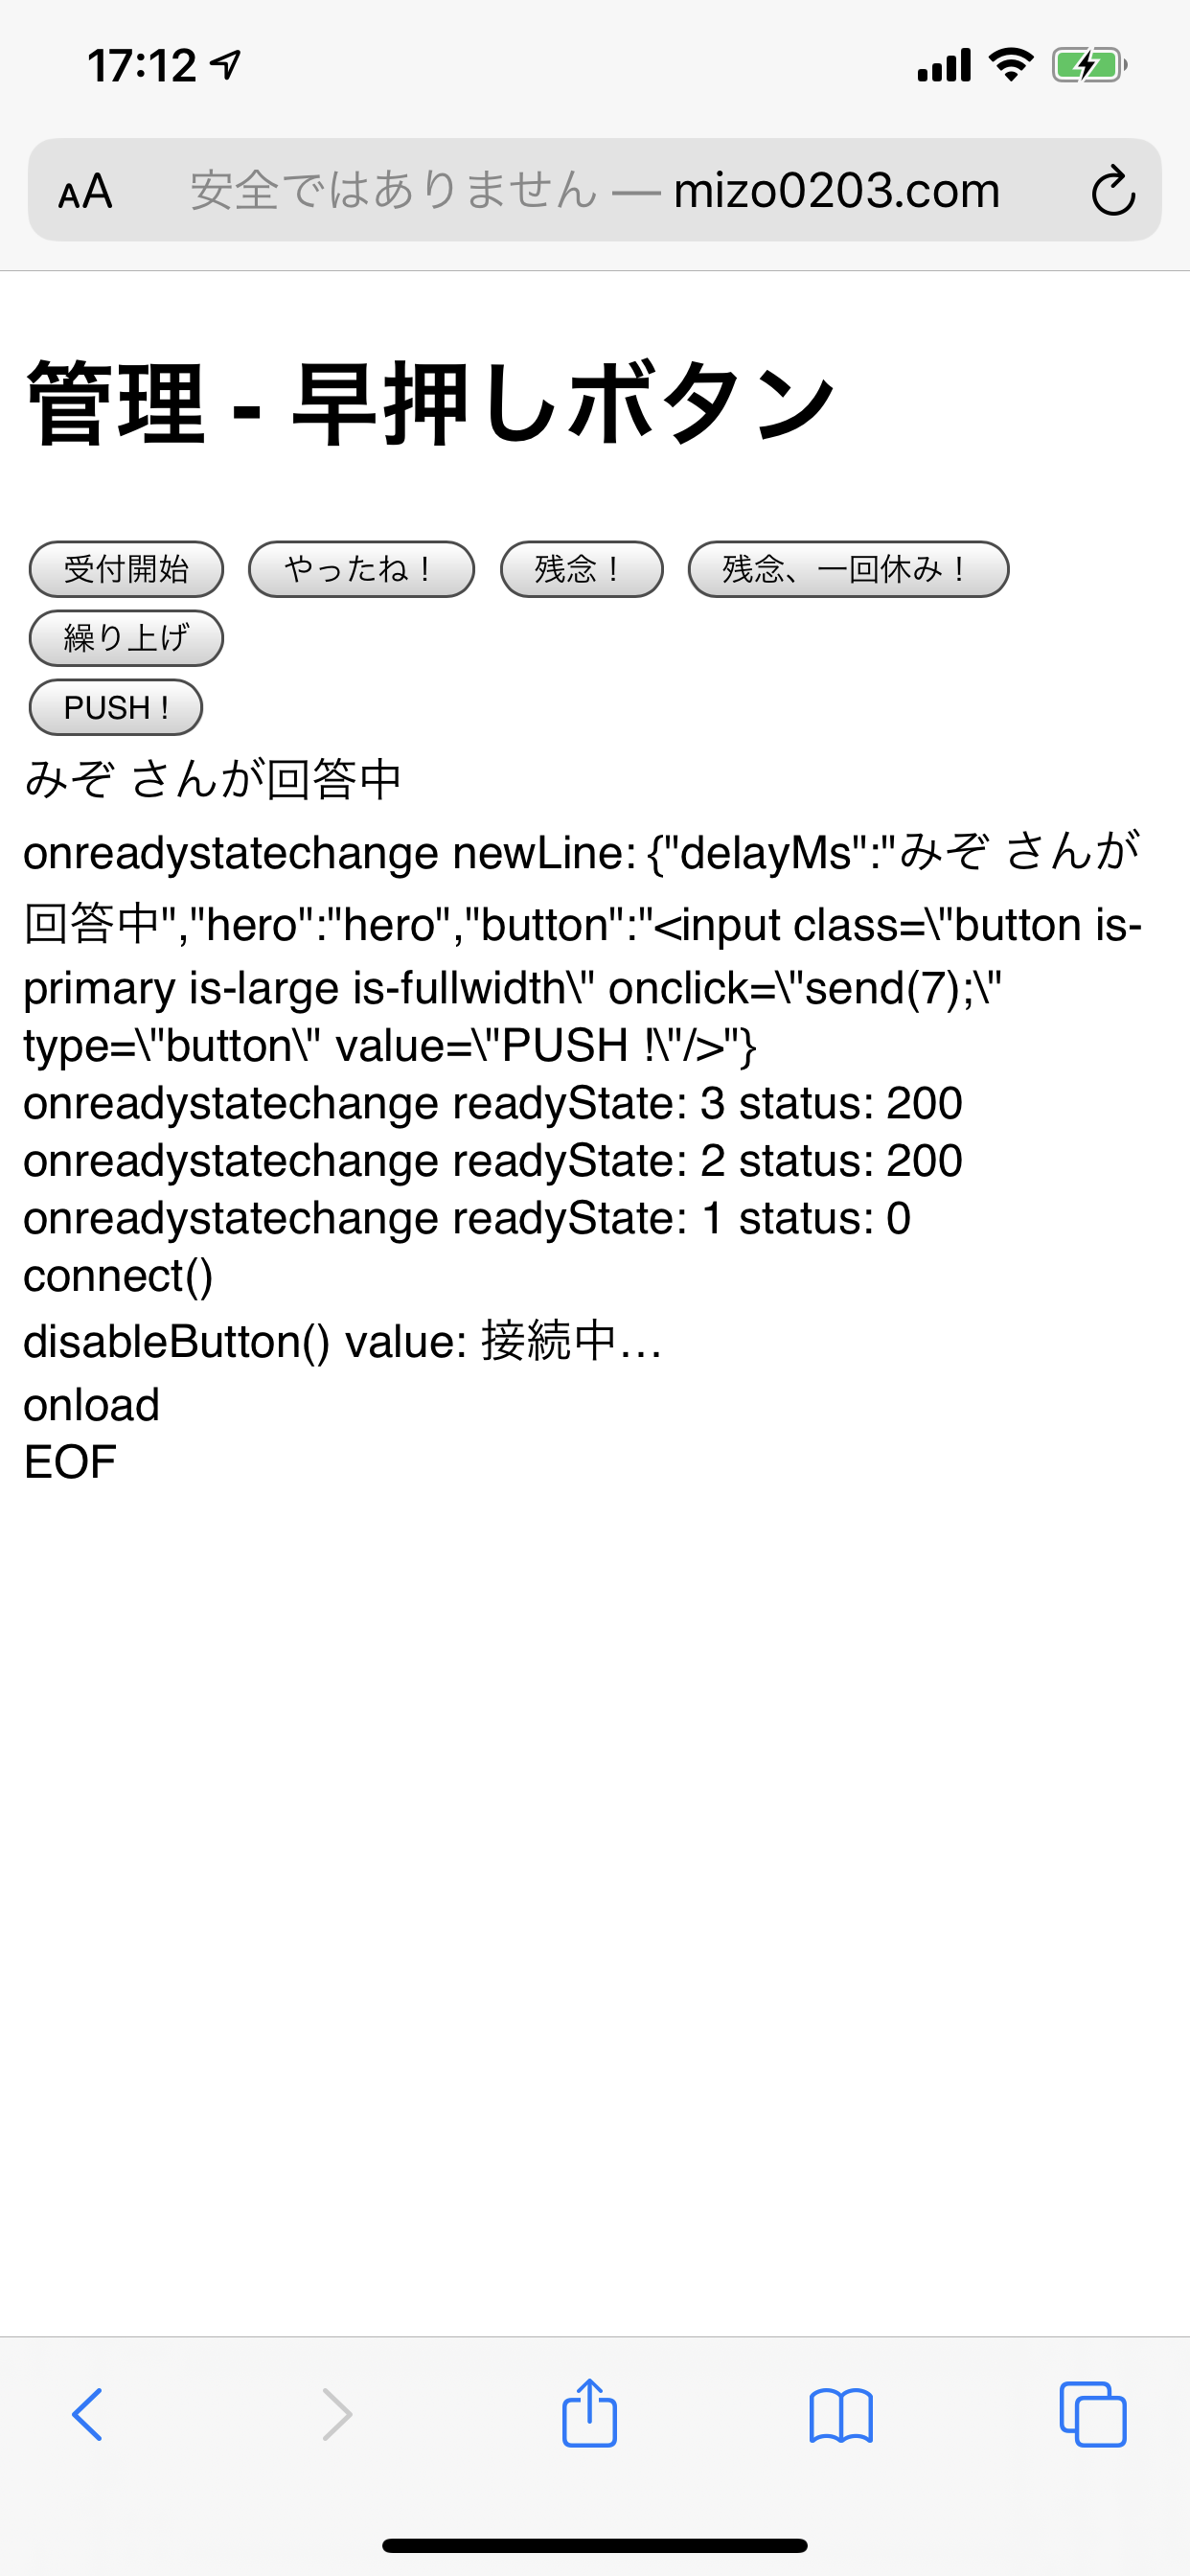 17:12
AA 安全ではありません — mizo0203.com
管理 - 早押しボタン
受付開始 やったね！ 残念！ 残念、一回休み！
繰り上げ
PUSH !
みぞ さんが回答中
onreadystatechange newLine: {"delayMs":"みぞ さんが
回答中","hero":"hero","button":"<input class=\"button is-
primary is-large is-fullwidth\" onclick=\"send(7);\"
type=\"button\" value=\"PUSH !\"/>"}
onreadystatechange readyState: 3 status: 200
onreadystatechange readyState: 2 status: 200
onreadystatechange readyState: 1 status: 0
connect()
disableButton() value: 接続中...
onload
EOF